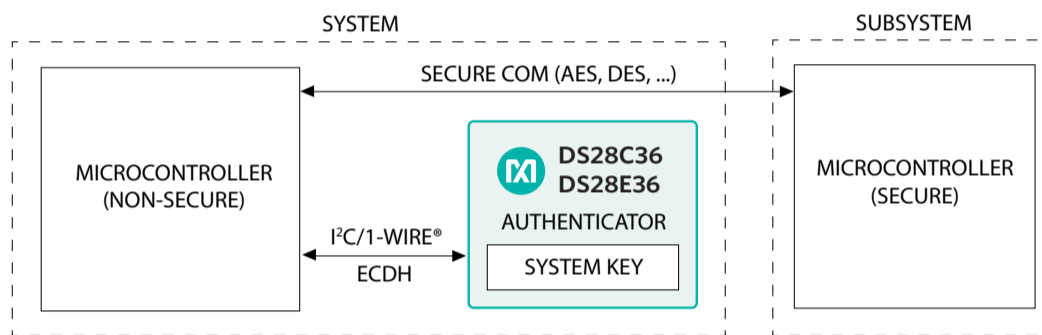 SYSTEM
SUBSYSTEM
SECURE COM (AES, DES, ...)
MICROCONTROLLER
(NON-SECURE)
DS28C36
DS28E36
AUTHENTICATOR
SYSTEM KEY
I²C/1-WIRE®
ECDH
MICROCONTROLLER
(SECURE)